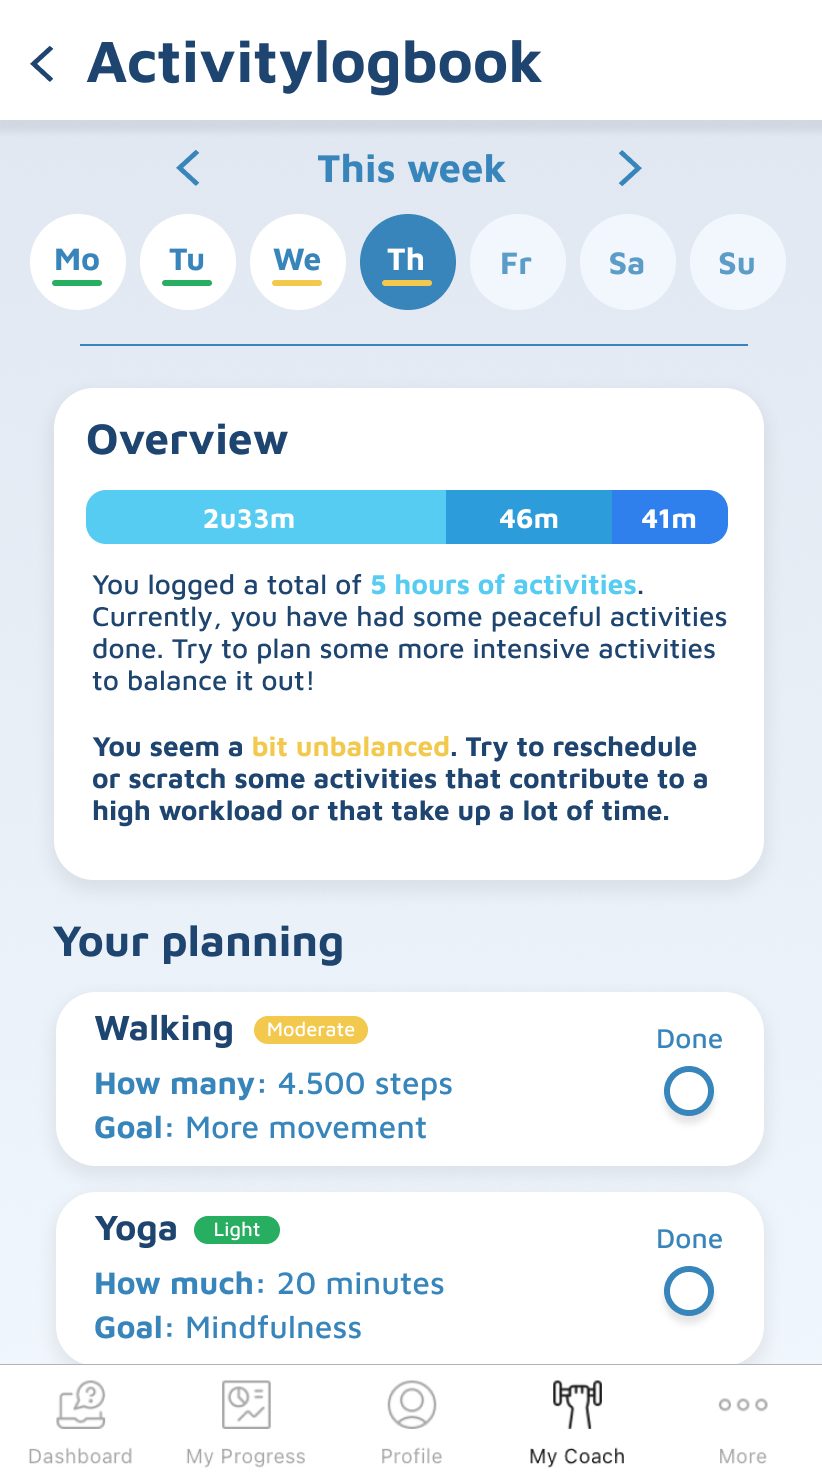 Activitylogbook
This week
Mo Tu We Th Fr Sa Su
Overview
2u33m 46m 41m
You logged a total of 5 hours of activities.
Currently, you have had some peaceful activities
done. Try to plan some more intensive activities
to balance it out!
You seem a bit unbalanced. Try to reschedule
or scratch some activities that contribute to a
high workload or that take up a lot of time.
Your planning
Walking Moderate
Done
How many: 4.500 steps
Goal: More movement
Yoga Light
Done
How much: 20 minutes
Goal: Mindfulness
Dashboard My Progress Profile My Coach More